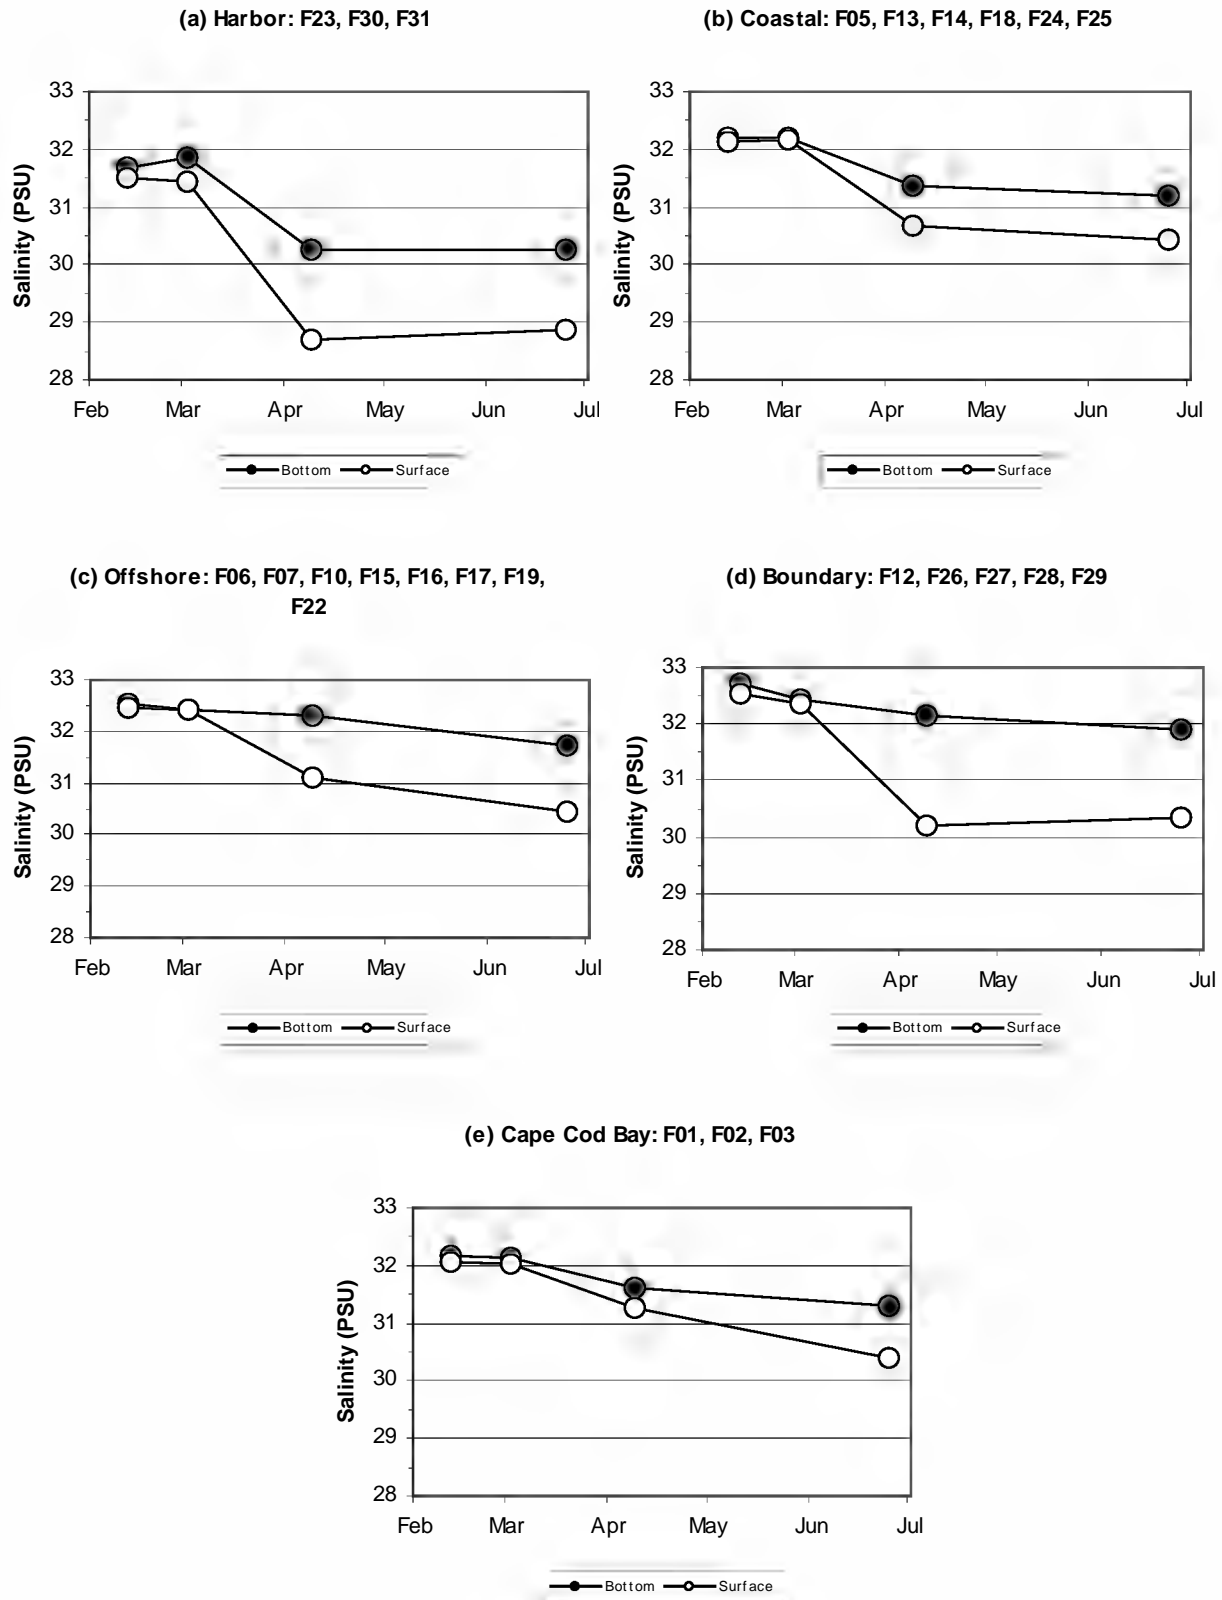 (a) Harbor: F23, F30, F31
33
32
31
30
29
28
Salinity (PSU)
Feb Mar Apr May Jun Jul
Bottom Surface
(b) Coastal: F05, F13, F14, F18, F24, F25
33
32
31
30
29
28
Salinity (PSU)
Feb Mar Apr May Jun Jul
Bottom Surface
(c) Offshore: F06, F07, F10, F15, F16, F17, F19,
F22
33
32
31
30
29
28
Salinity (PSU)
Feb Mar Apr May Jun Jul
Bottom Surface
(d) Boundary: F12, F26, F27, F28, F29
33
32
31
30
29
28
Salinity (PSU)
Feb Mar Apr May Jun Jul
Bottom Surface
(e) Cape Cod Bay: F01, F02, F03
33
32
31
30
29
28
Salinity (PSU)
Feb Mar Apr May Jun Jul
Bottom Surface